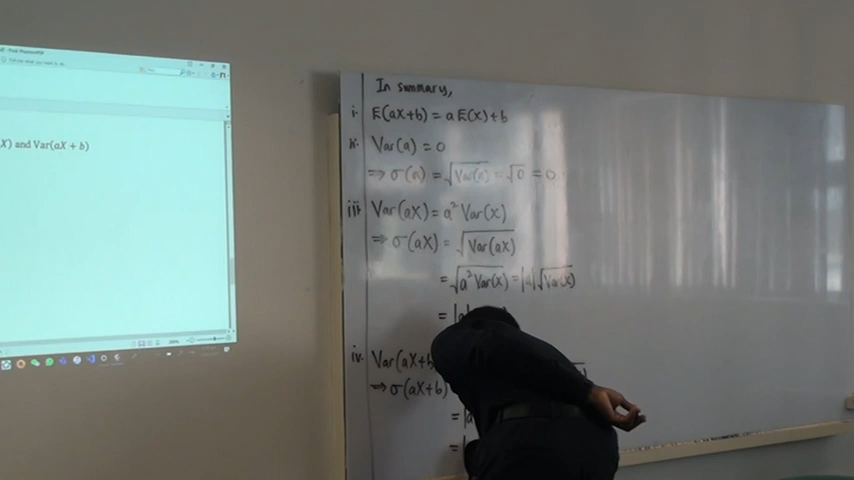 X) and Var(aX + b)
In summary,
i. E(aX+b) = a E(X) + b
ii. Var(a) = 0
⇒ σ(a) = √Var(a) = √0 = 0
iii. Var(aX) = a² Var(X)
⇒ σ(aX) = √Var(aX)
= √a² Var(X) = |a| √Var(X)
= |a|
iv. Var(aX+b
⇒ σ(aX+b)
= |a
=